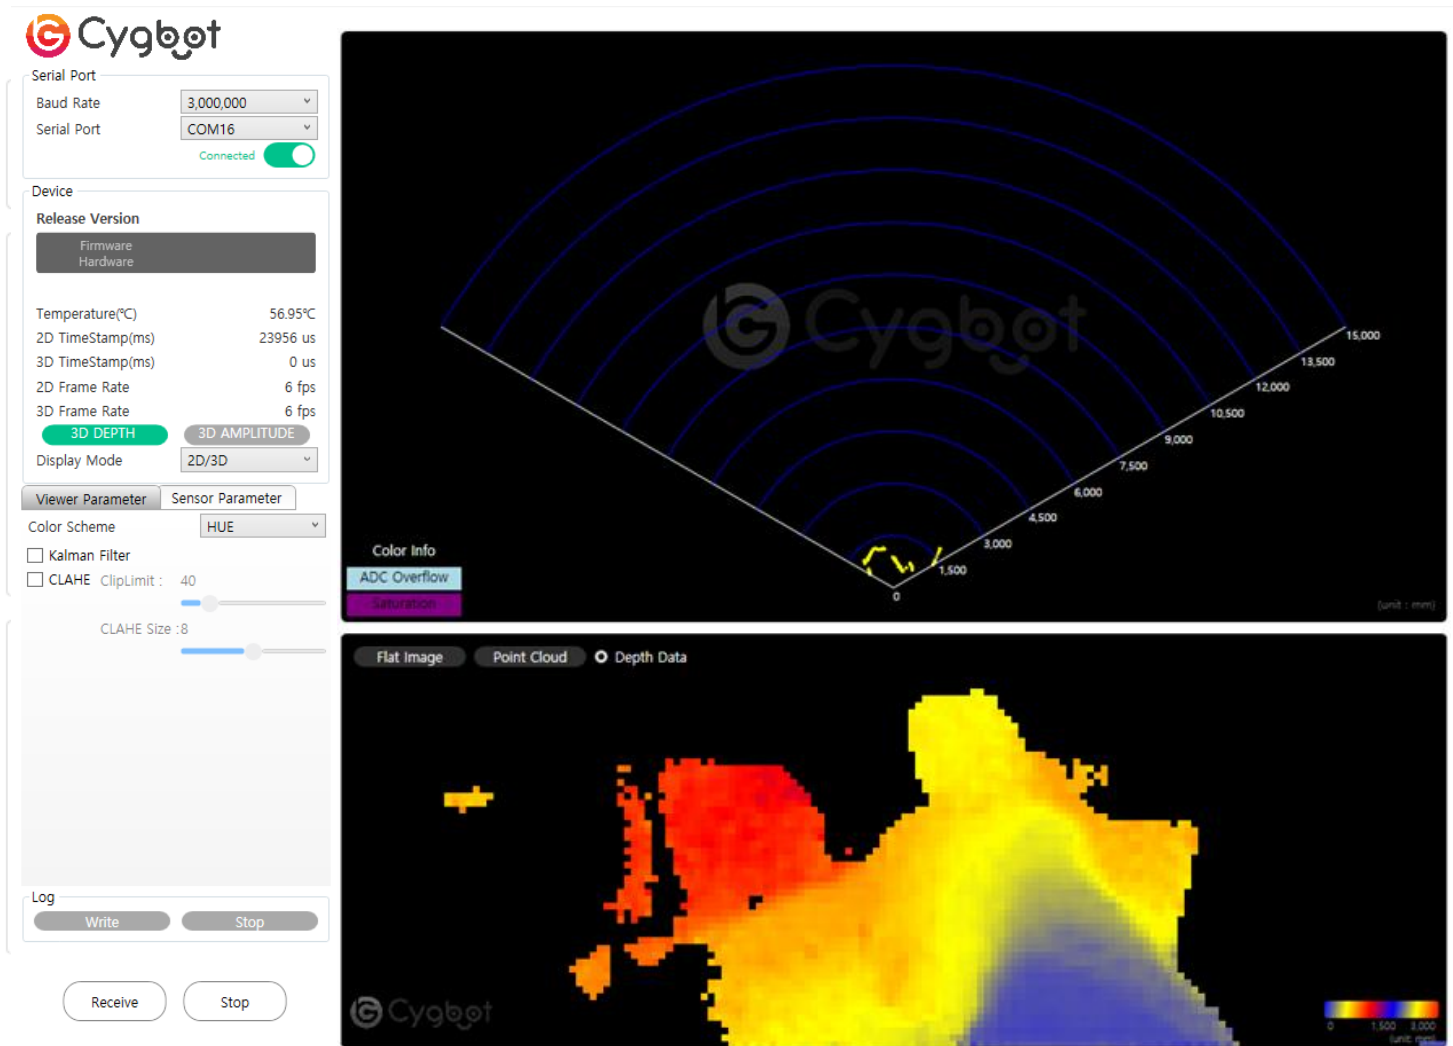 Cygbot
Serial Port
Baud Rate 3,000,000
Serial Port COM16
Connected
Device
Release Version
Firmware
Hardware
Temperature(℃) 56.95℃
2D TimeStamp(ms) 23956 us
3D TimeStamp(ms) 0 us
2D Frame Rate 6 fps
3D Frame Rate 6 fps
3D DEPTH 3D AMPLITUDE
Display Mode 2D/3D
Viewer Parameter Sensor Parameter
Color Scheme HUE
Kalman Filter
CLAHE ClipLimit : 40
CLAHE Size :8
Log
Write Stop
Receive Stop
Cygbot
15,000
13,500
12,000
10,500
9,000
7,500
6,000
4,500
3,000
1,500
0
Color Info
ADC Overflow
Saturation
(unit : mm)
Flat Image Point Cloud Depth Data
Cygbot
0 1,500 3,000
(unit: mm)